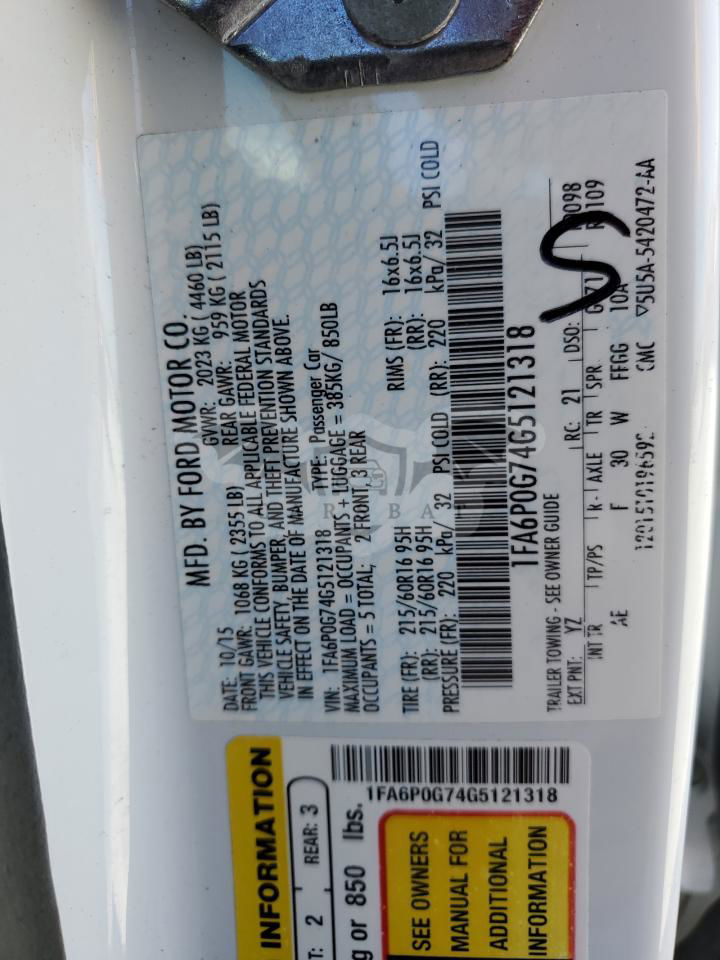 MFD. BY FORD MOTOR CO.
DATE: 10/15 GVWR: 2023 KG ( 4460 LB)
FRONT GAWR: 1068 KG ( 2355 LB) REAR GAWR: 959 KG ( 2115 LB)
THIS VEHICLE CONFORMS TO ALL APPLICABLE FEDERAL MOTOR
VEHICLE SAFETY, BUMPER, AND THEFT PREVENTION STANDARDS
IN EFFECT ON THE DATE OF MANUFACTURE SHOWN ABOVE.
VIN: 1FA6P0G74G5121318 TYPE: Passenger Car
MAXIMUM LOAD = OCCUPANTS + LUGGAGE = 385KG/ 850LB
OCCUPANTS = 5 TOTAL; 2 FRONT, 3 REAR
TIRE (FR): 215/60R16 95H RIMS (FR): 16x6.5J
(RR): 215/60R16 95H (RR): 16x6.5J
PRESSURE (FR): 220 kPa/ 32 PSI COLD (RR): 220 kPa/ 32 PSI COLD
1FA6P0G74G5121318
TRAILER TOWING - SEE OWNER GUIDE
EXT PNT: YZ RC: 21 DSO:
INT TR TP/PS R- AXLE TR SPR
AE F 30 W FFGG 10A
CMC ▽5U5A-5420472-AA
INFORMATION
2 REAR: 3
or 850 lbs.
1FA6P0G74G5121318
SEE OWNERS
MANUAL FOR
ADDITIONAL
INFORMATION